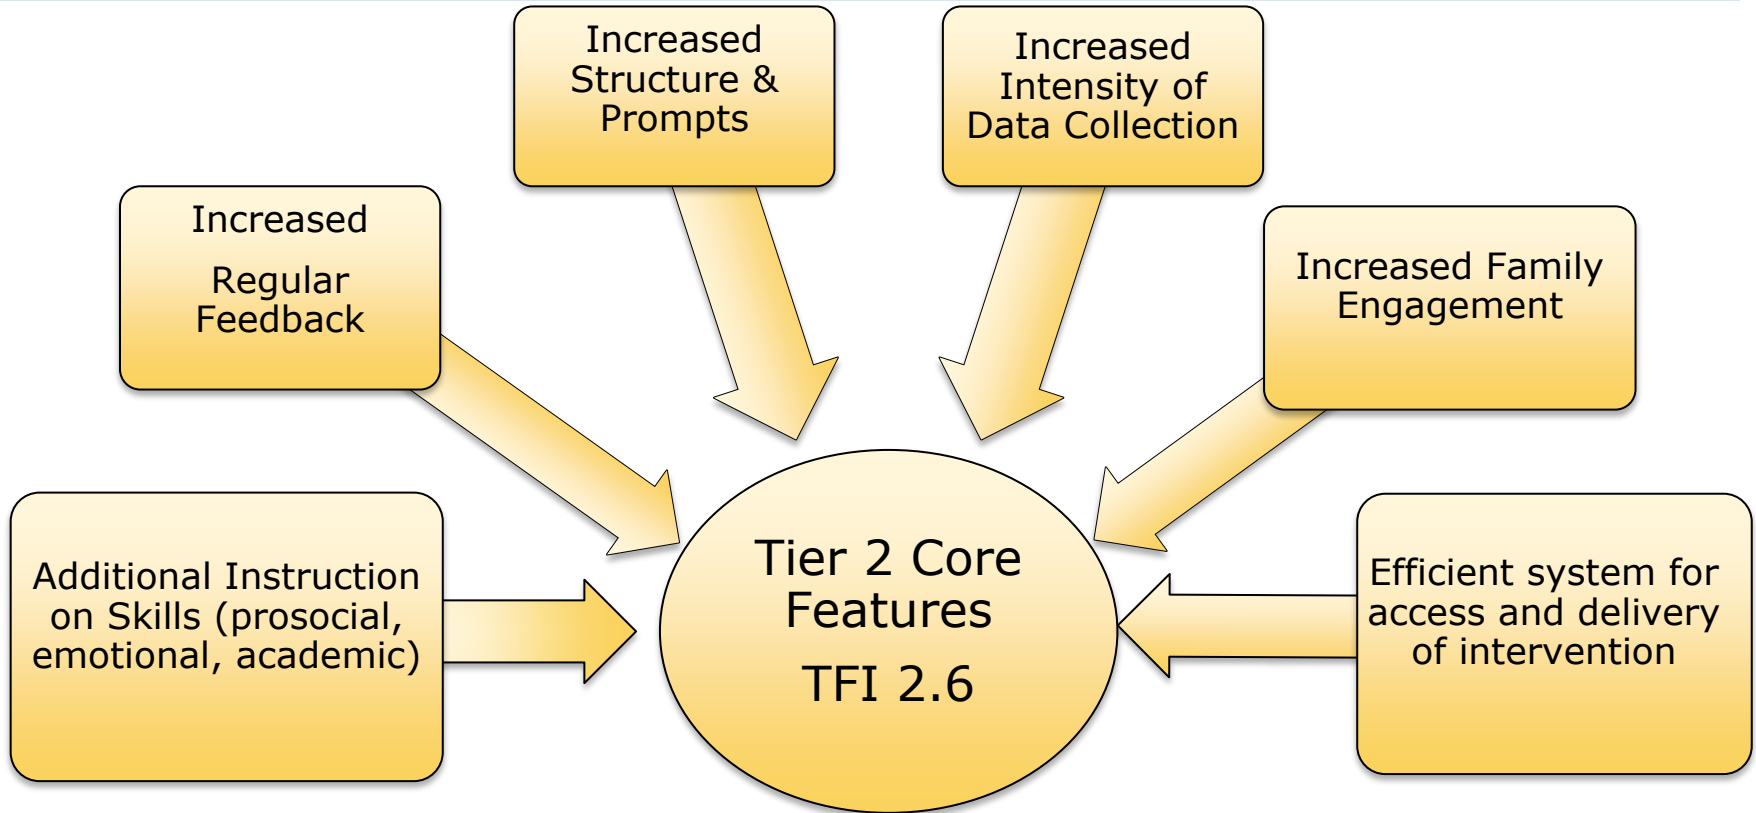 Increased
Structure &
Prompts
Increased
Intensity of
Data Collection
Increased
Regular
Feedback
Increased Family
Engagement
Additional Instruction
on Skills (prosocial,
emotional, academic)
Tier 2 Core
Features
TFI 2.6
Efficient system for
access and delivery
of intervention